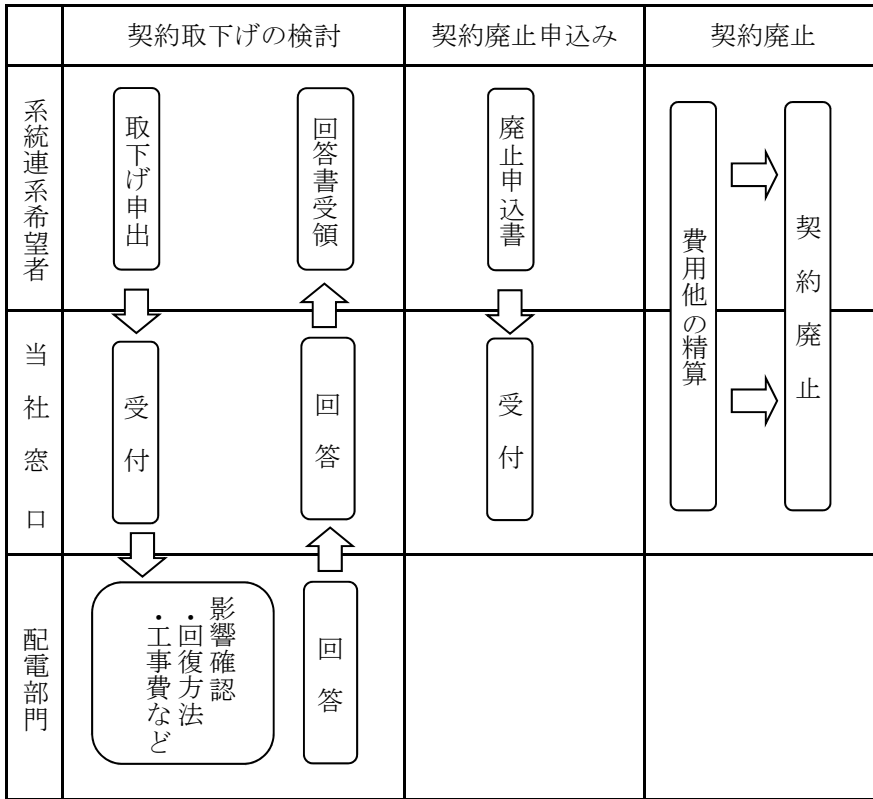 契約取下げの検討
契約廃止申込み
契約廃止
系統連系希望者
取下げ申出
回答書受領
廃止申込書
費用他の精算
契約廃止
当社窓口
受付
回答
受付
配電部門
影響確認
・回復方法
・工事費など
回答